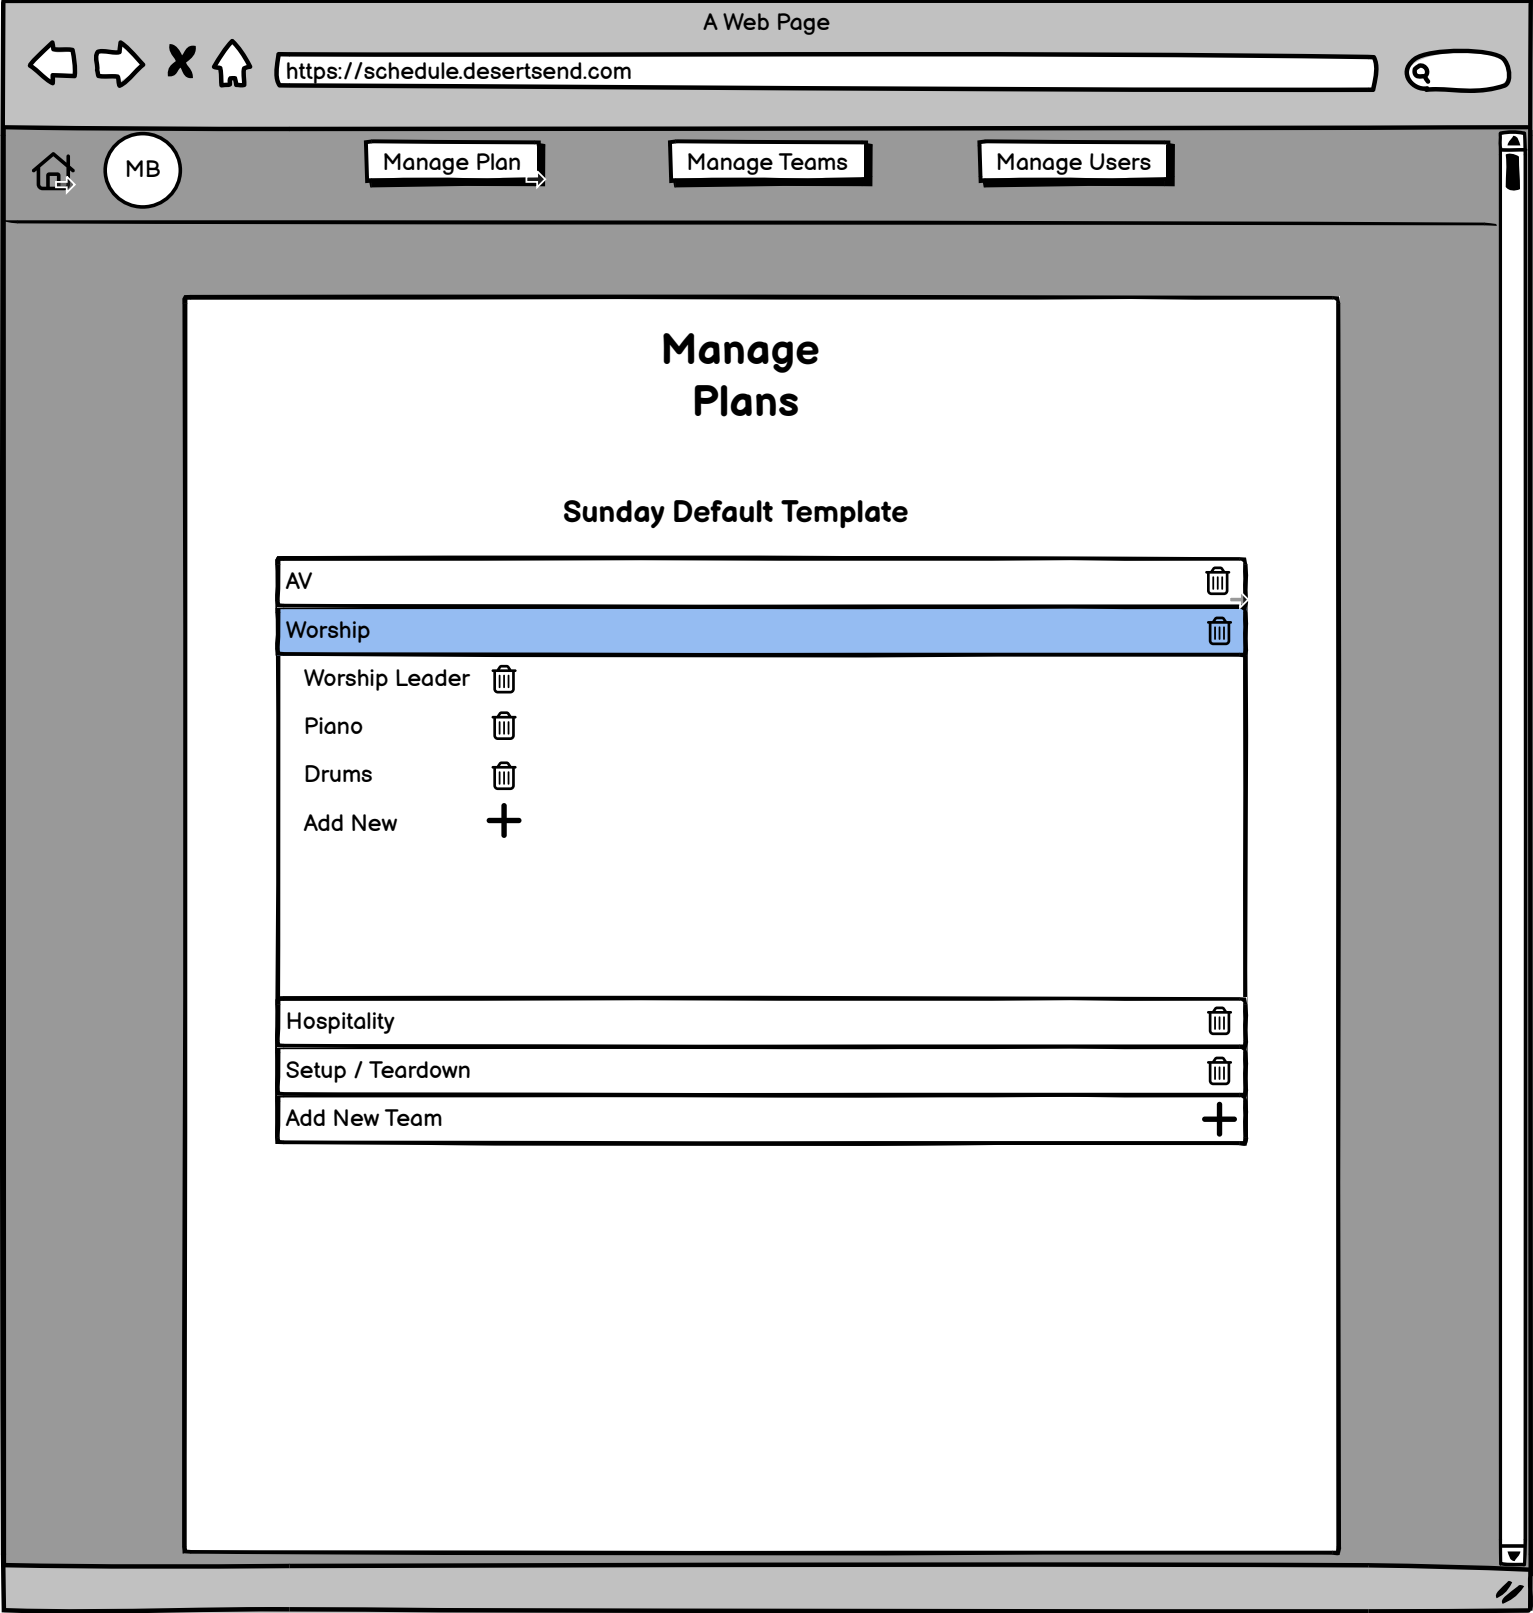 A Web Page
https://schedule.desertsend.com
MB
Manage Plan
Manage Teams
Manage Users
Manage
Plans
Sunday Default Template
AV
Worship
Worship Leader
Piano
Drums
Add New
Hospitality
Setup / Teardown
Add New Team